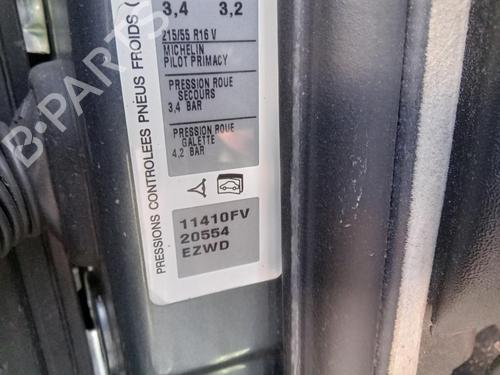 3,4 3,2
215/55 R16 V
MICHELIN
PILOT PRIMACY
PRESSION ROUE
SECOURS
3,4 BAR
PRESSION ROUE
GALETTE
4,2 BAR
11410FV
20554
EZWD
PRESSIONS CONTROLEES PNEUS FROIDS (
B-PARTS